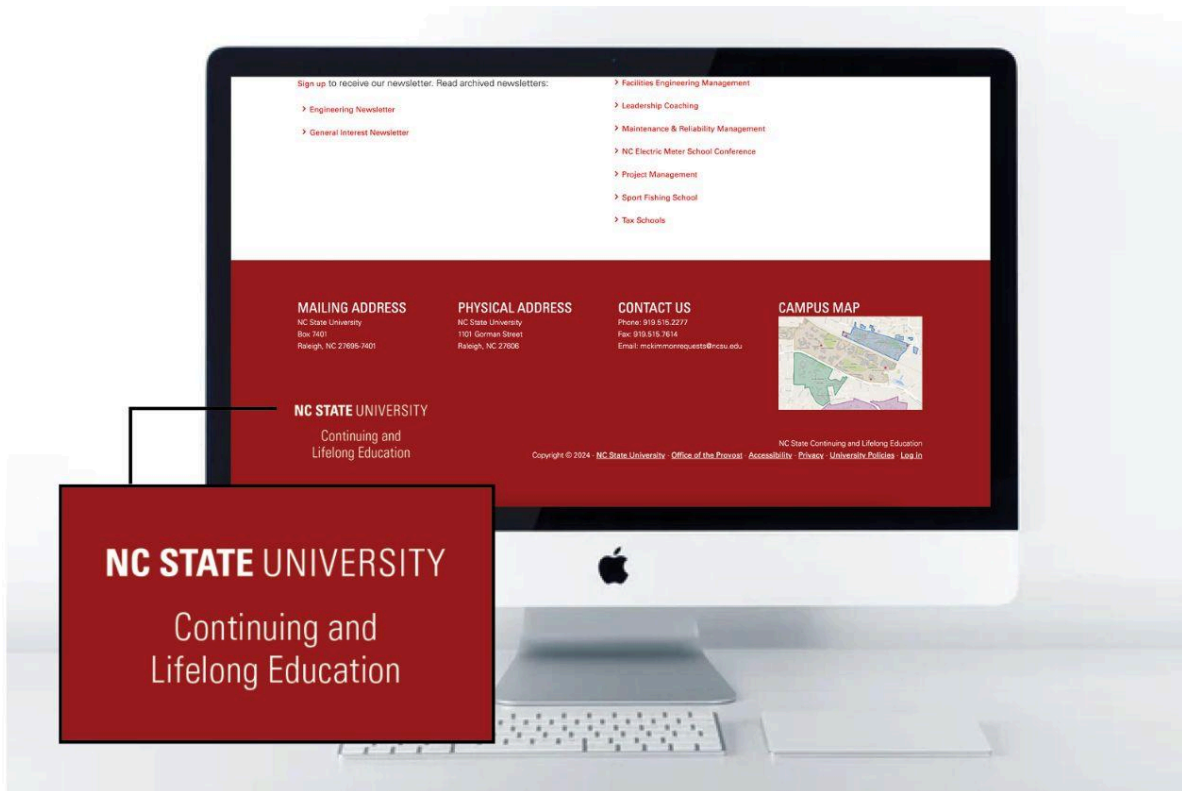 Sign up to receive our newsletter. Read archived newsletters:
> Engineering Newsletter
> General Interest Newsletter
> Facilities Engineering Management
> Leadership Coaching
> Maintenance & Reliability Management
> NC Electric Meter School Conference
> Project Management
> Sport Fishing School
> Tax Schools
MAILING ADDRESS
NC State University
Box 7401
Raleigh, NC 27695-7401
PHYSICAL ADDRESS
NC State University
1101 Gorman Street
Raleigh, NC 27606
CONTACT US
Phone: 919.515.2277
Fax: 919.515.7614
Email: mckimmonrequests@ncsu.edu
CAMPUS MAP
NC STATE UNIVERSITY
Continuing and
Lifelong Education
NC State Continuing and Lifelong Education
Copyright © 2024 · NC State University · Office of the Provost · Accessibility · Privacy · University Policies · Log In
NC STATE UNIVERSITY
Continuing and
Lifelong Education